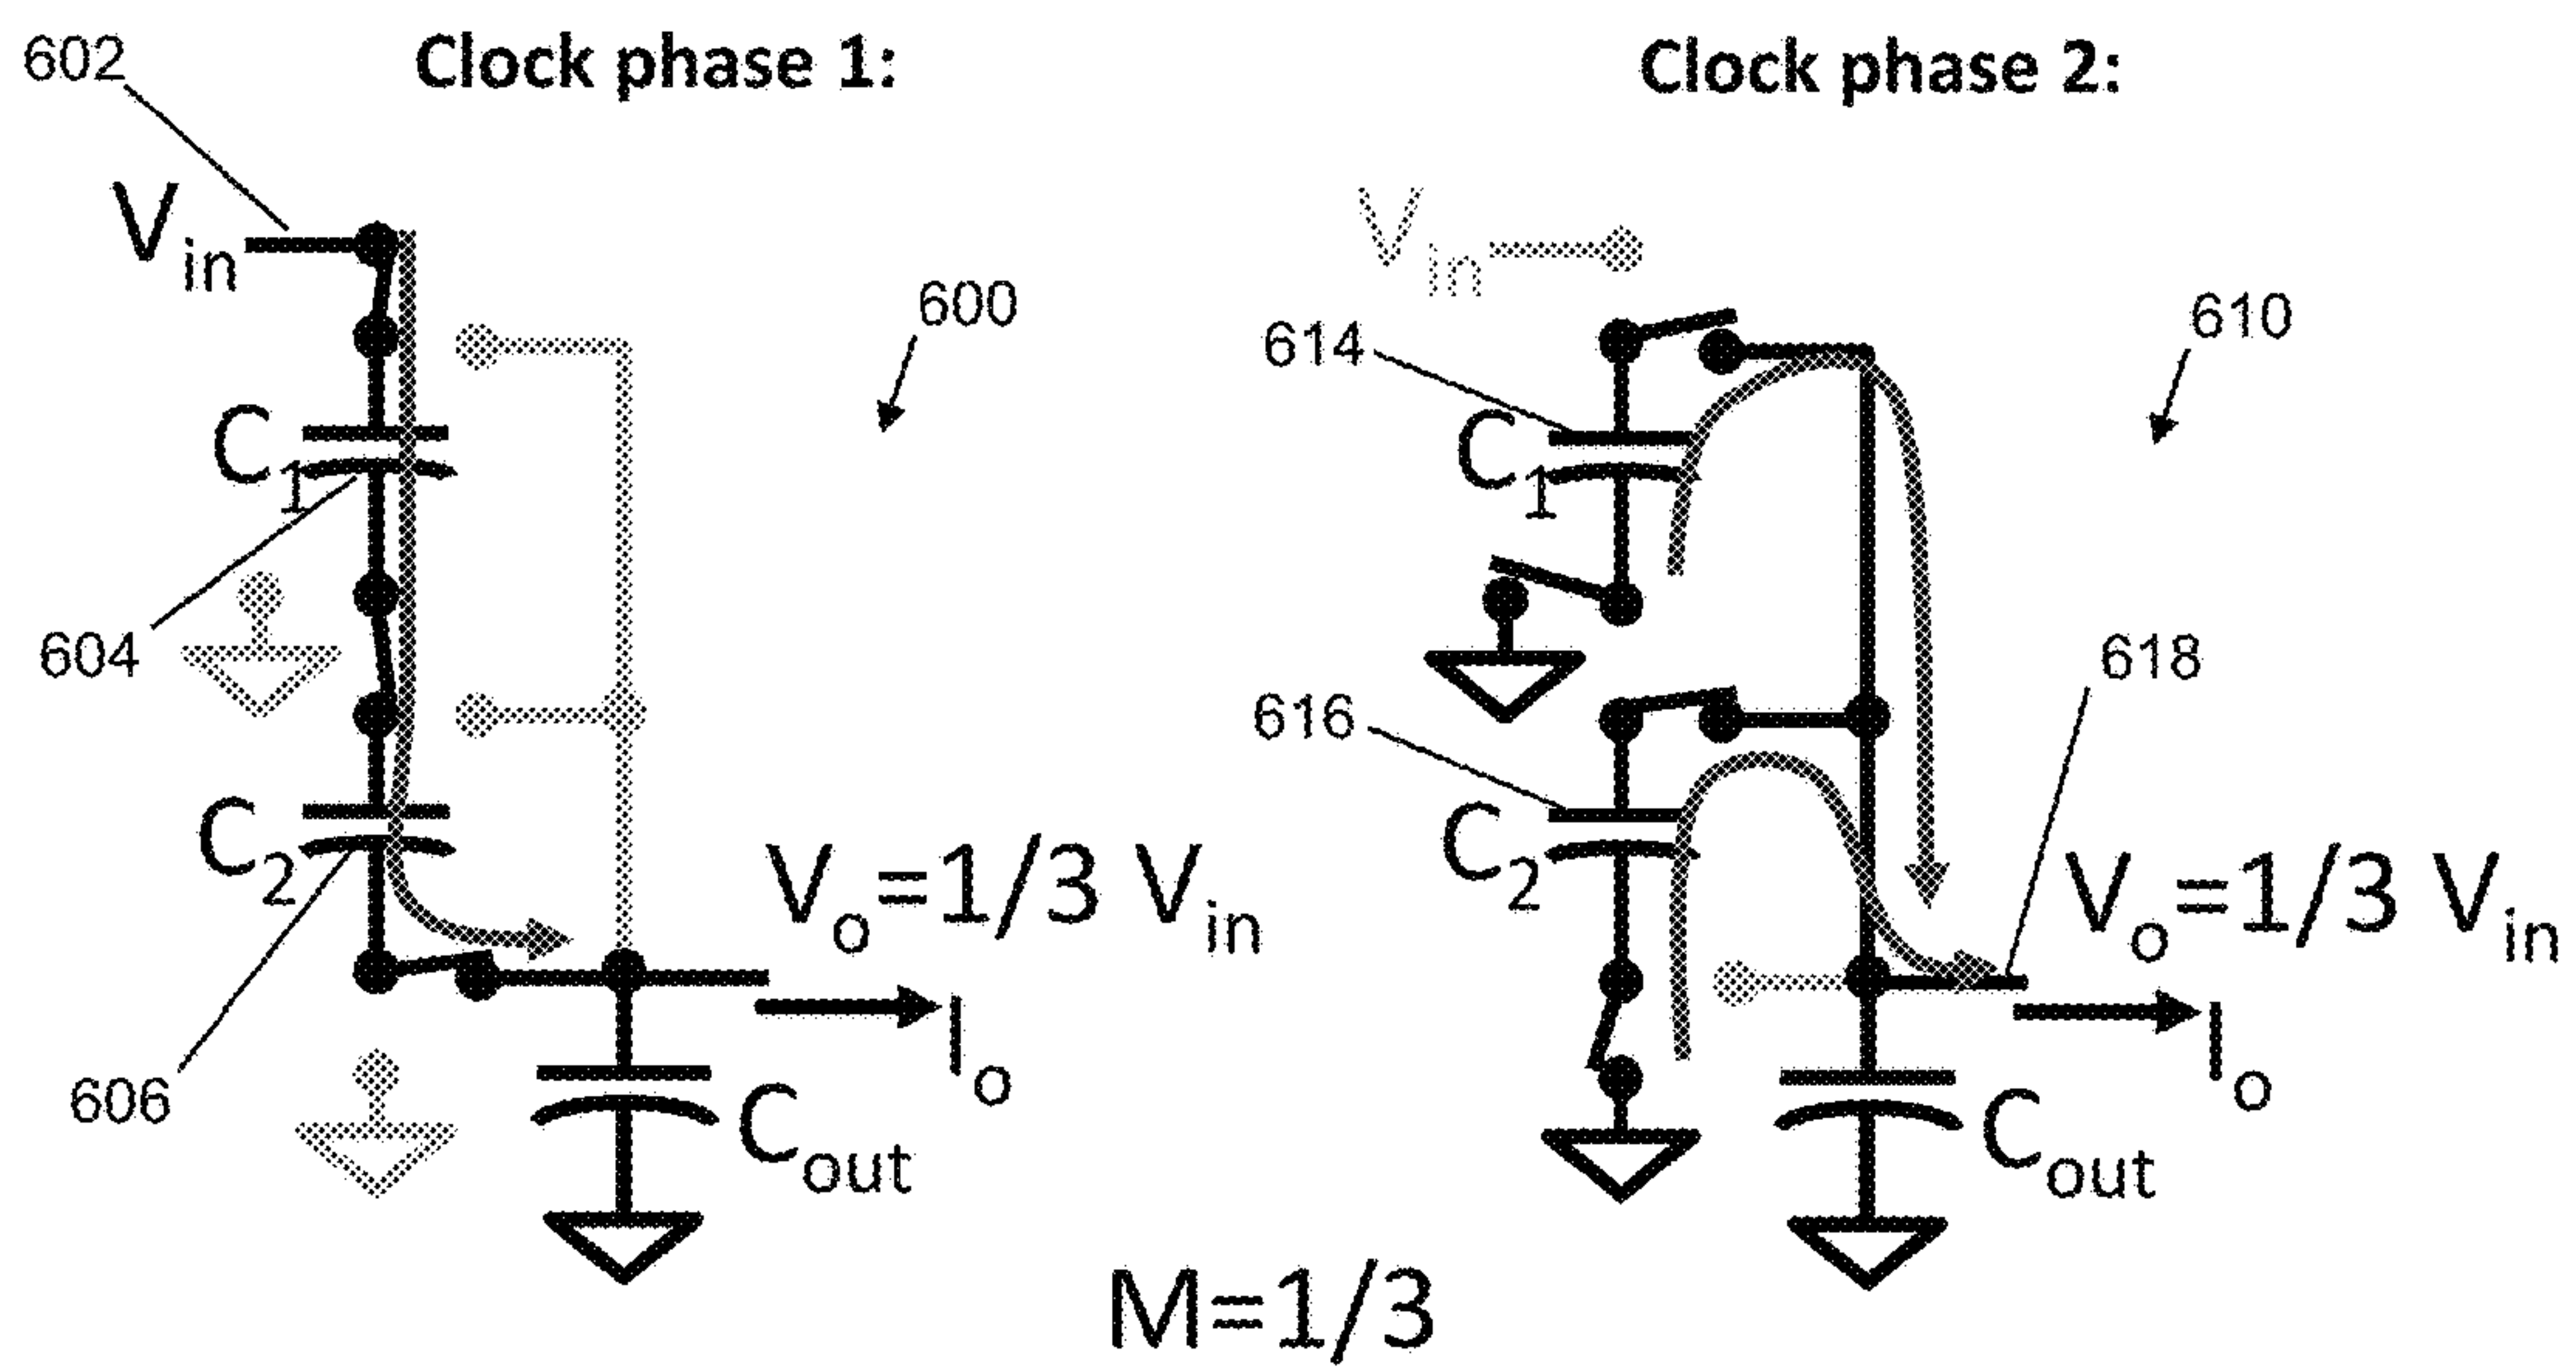 Clock phase 1:
602
Vin
600
C1
604
C2
606
Vo=1/3 Vin
Io
Cout
Clock phase 2:
Vin
614
610
C1
618
616
C2
Vo=1/3 Vin
Io
Cout
M=1/3